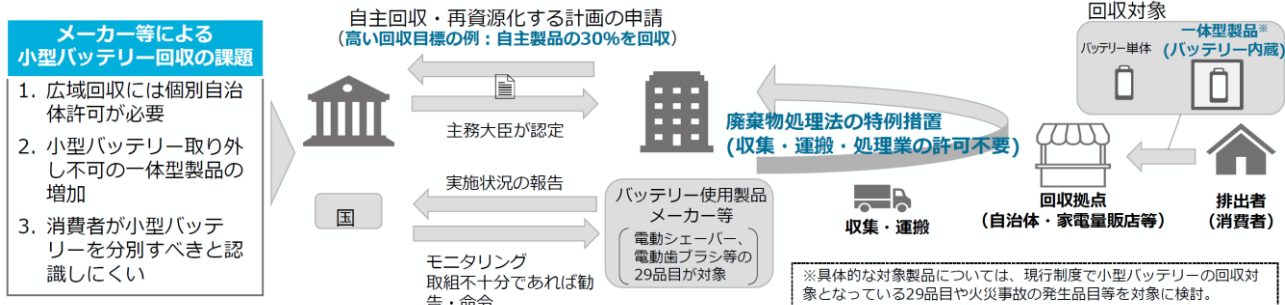 メーカー等による
小型バッテリー回収の課題
1. 広域回収には個別自治
体許可が必要
2. 小型バッテリー取り外
し不可の一体型製品の
増加
3. 消費者が小型バッテ
リーを分別すべきと認
識しにくい
自主回収・再資源化する計画の申請
(高い回収目標の例：自主製品の30%を回収)
主務大臣が認定
国
実施状況の報告
モニタリング
取組不十分であれば勧
告・命令
バッテリー使用製品
メーカー等
電動シェーバー、
電動歯ブラシ等の
29品目が対象
廃棄物処理法の特例措置
(収集・運搬・処理業の許可不要)
収集・運搬
回収対象
バッテリー単体
一体型製品※
(バッテリー内蔵)
回収拠点
(自治体・家電量販店等)
排出者
(消費者)
※具体的な対象製品については、現行制度で小型バッテリーの回収対
象となっている29品目や火災事故の発生品目等を対象に検討。